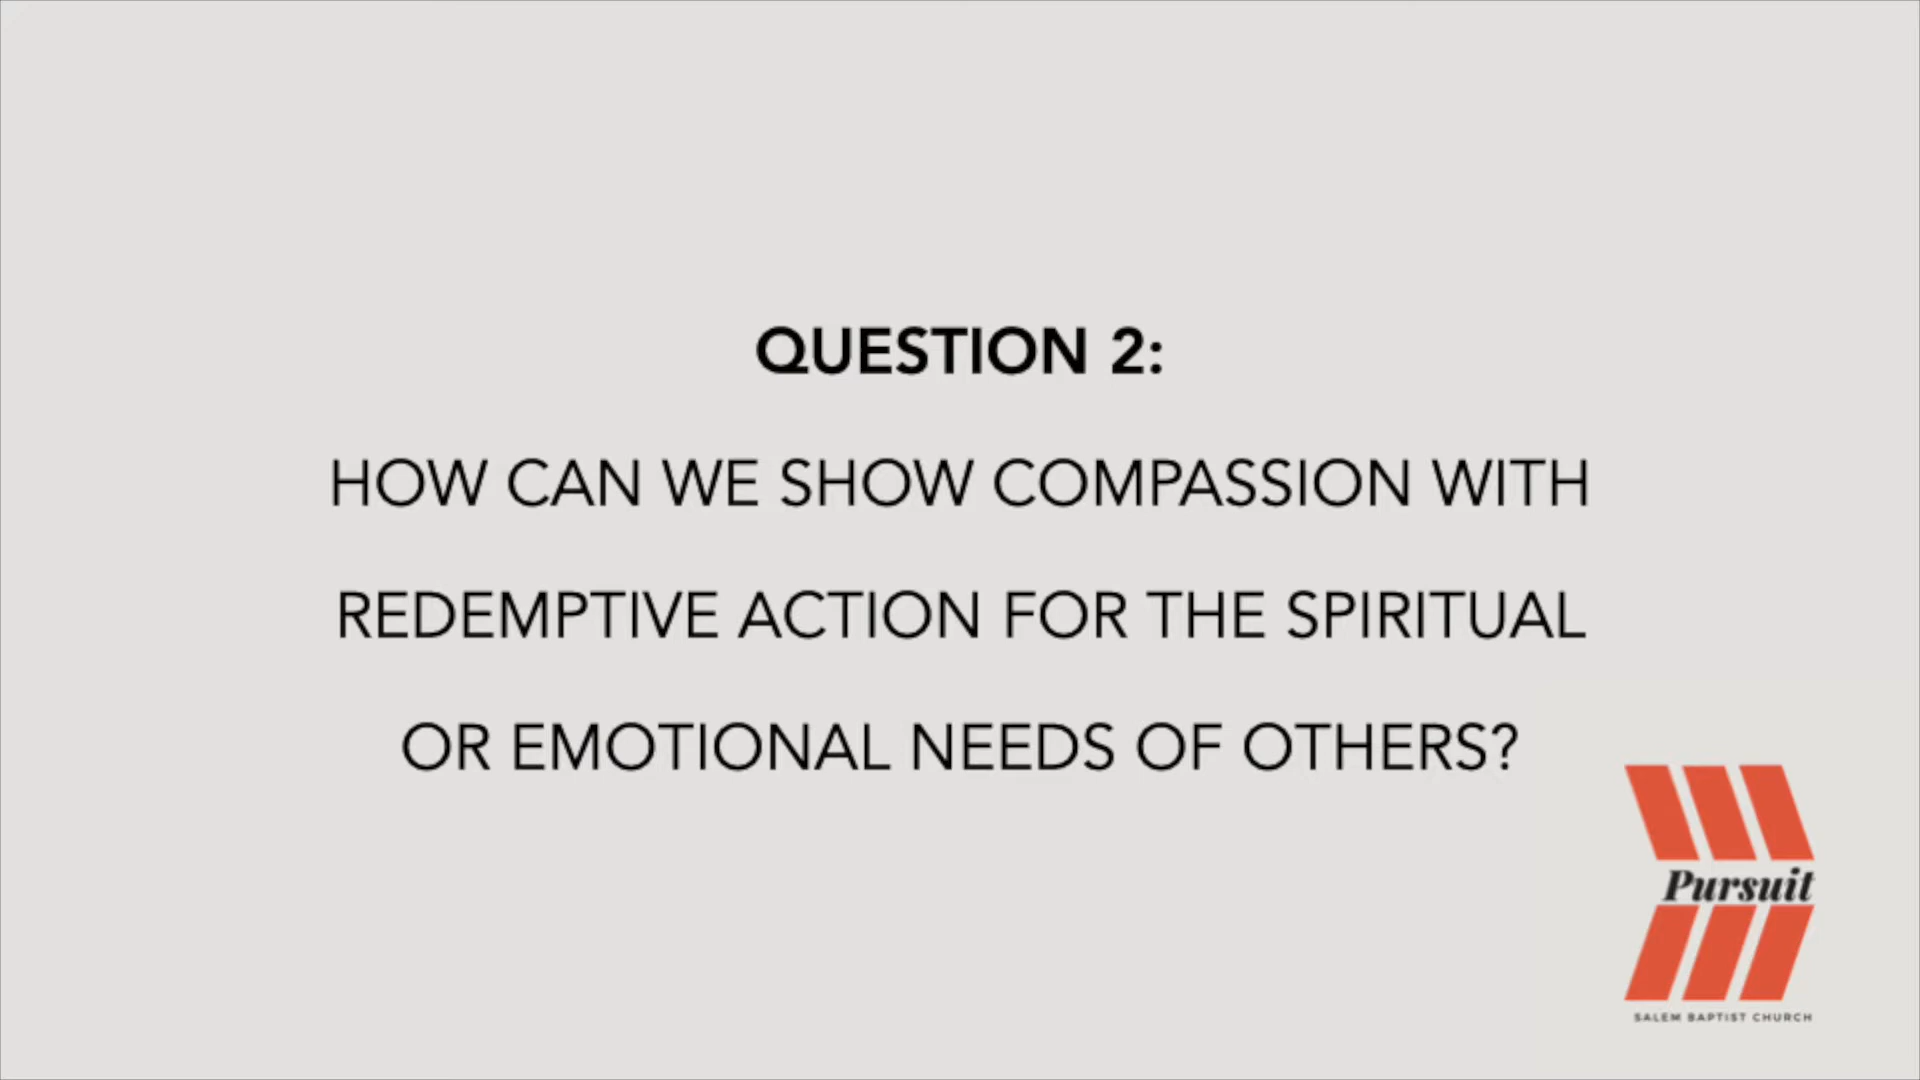 QUESTION 2:
HOW CAN WE SHOW COMPASSION WITH
REDEMPTIVE ACTION FOR THE SPIRITUAL
OR EMOTIONAL NEEDS OF OTHERS?
Pursuit
SALEM BAPTIST CHURCH